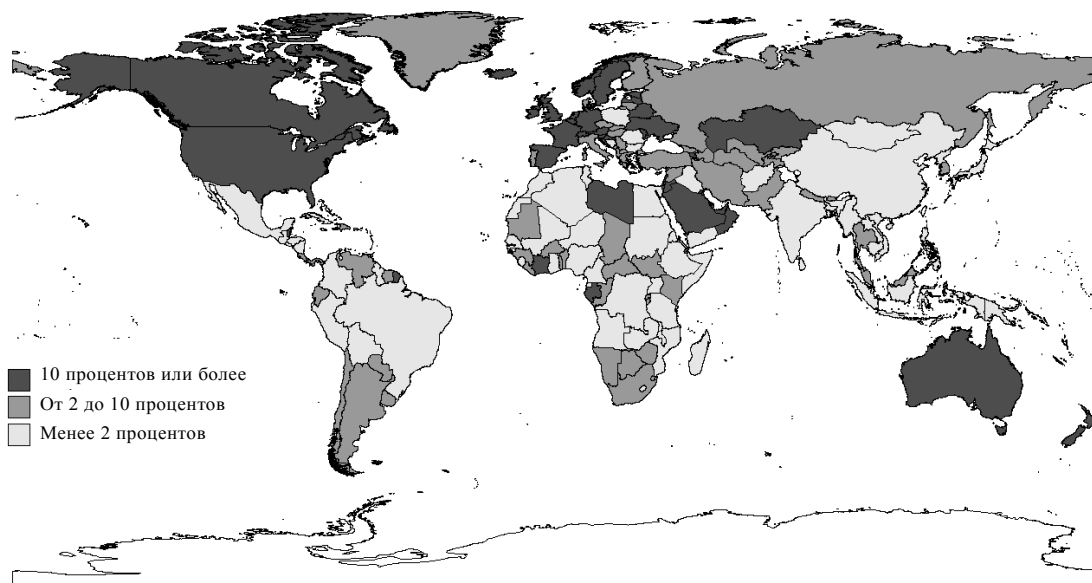 10 процентов или более
От 2 до 10 процентов
Менее 2 процентов